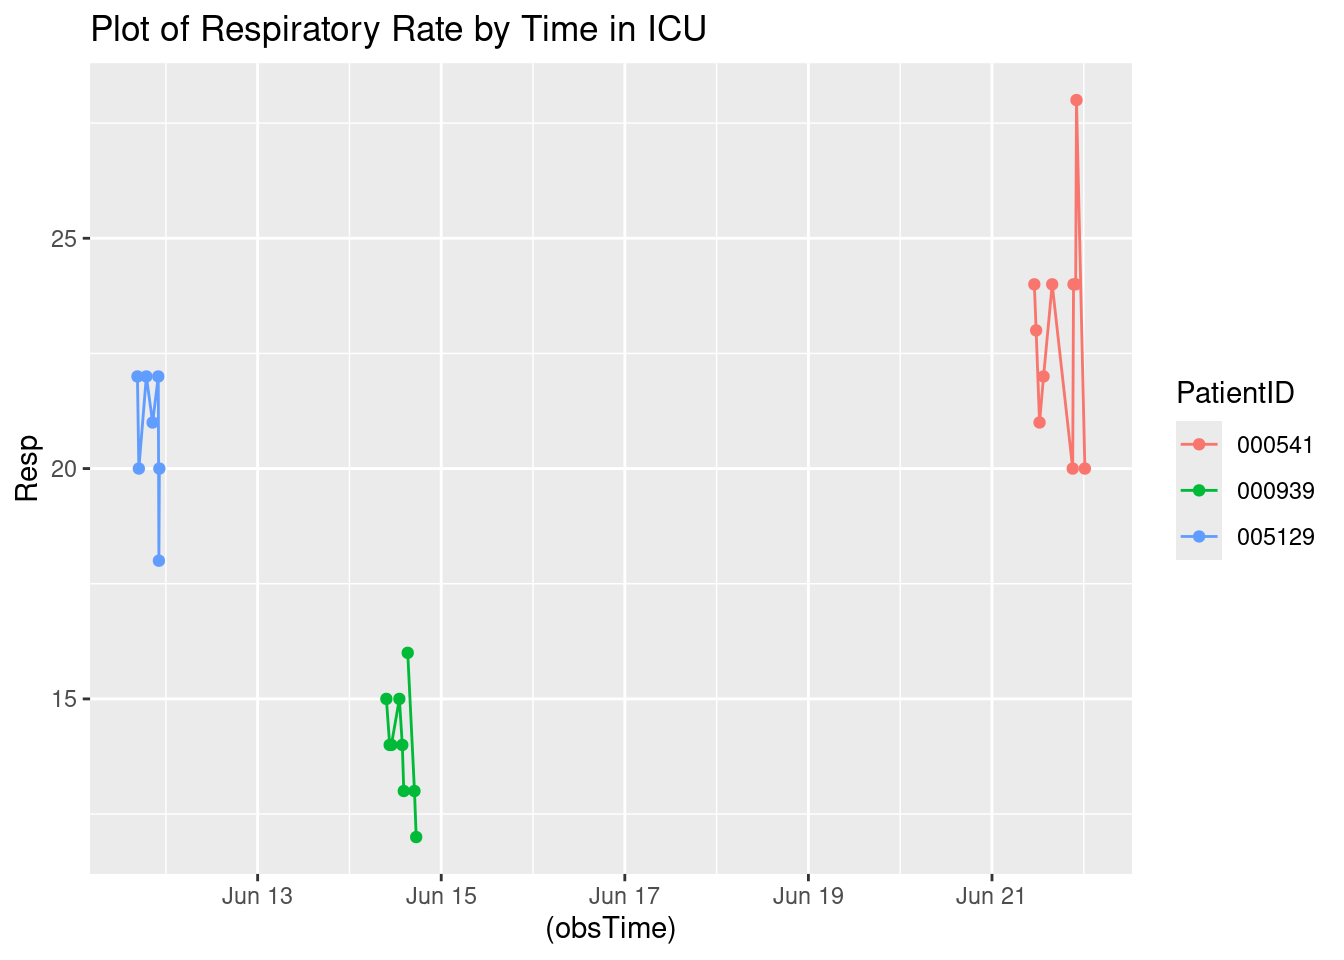 Plot of Respiratory Rate by Time in ICU
25
20
15
Resp
Jun 13
Jun 15
Jun 17
Jun 19
Jun 21
(obsTime)
PatientID
000541
000939
005129